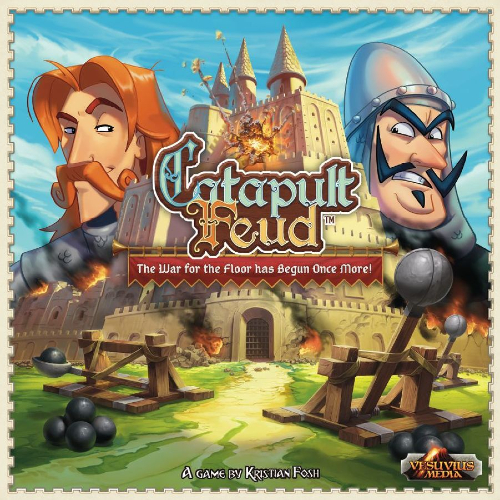 Catapult
Feud™
The War for the Floor has Begun Once More!
A game by Kristian Fosh
VESUVIUS
MEDIA